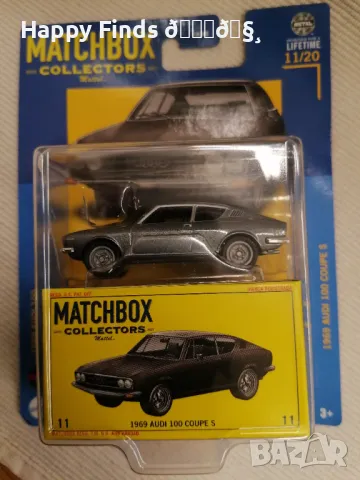 Happy Finds ð□□□ð□§¸
MATCHBOX
COLLECTORS
Mattel
LIFETIME
11/20
MATCHBOX
COLLECTORS
Mattel
11
1969 AUDI 100 COUPE S
11
1969 AUDI 100 COUPE S
3+
BAZAR